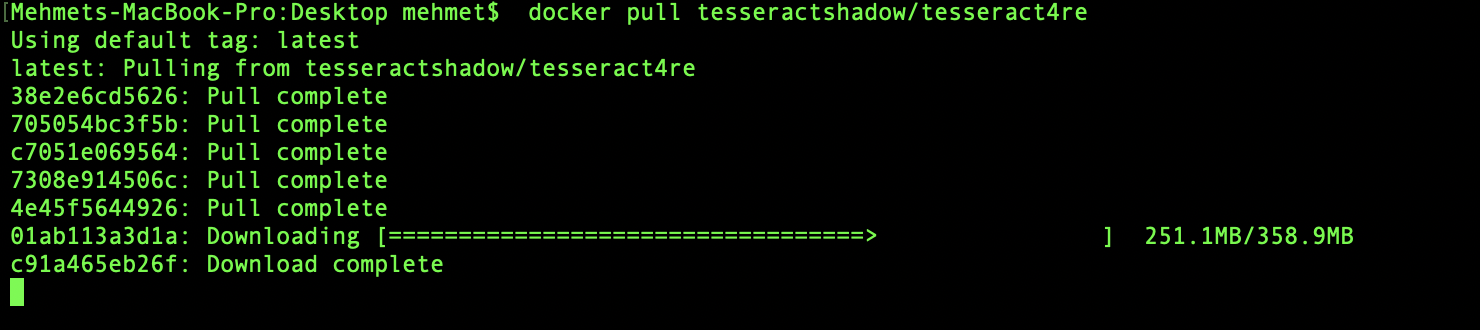 [Mehmets-MacBook-Pro:Desktop mehmet$  docker pull tesseractshadow/tesseract4re
Using default tag: latest
latest: Pulling from tesseractshadow/tesseract4re
38e2e6cd5626: Pull complete
705054bc3f5b: Pull complete
c7051e069564: Pull complete
7308e914506c: Pull complete
4e45f5644926: Pull complete
01ab113a3d1a: Downloading [==================================>                ]  251.1MB/358.9MB
c91a465eb26f: Download complete